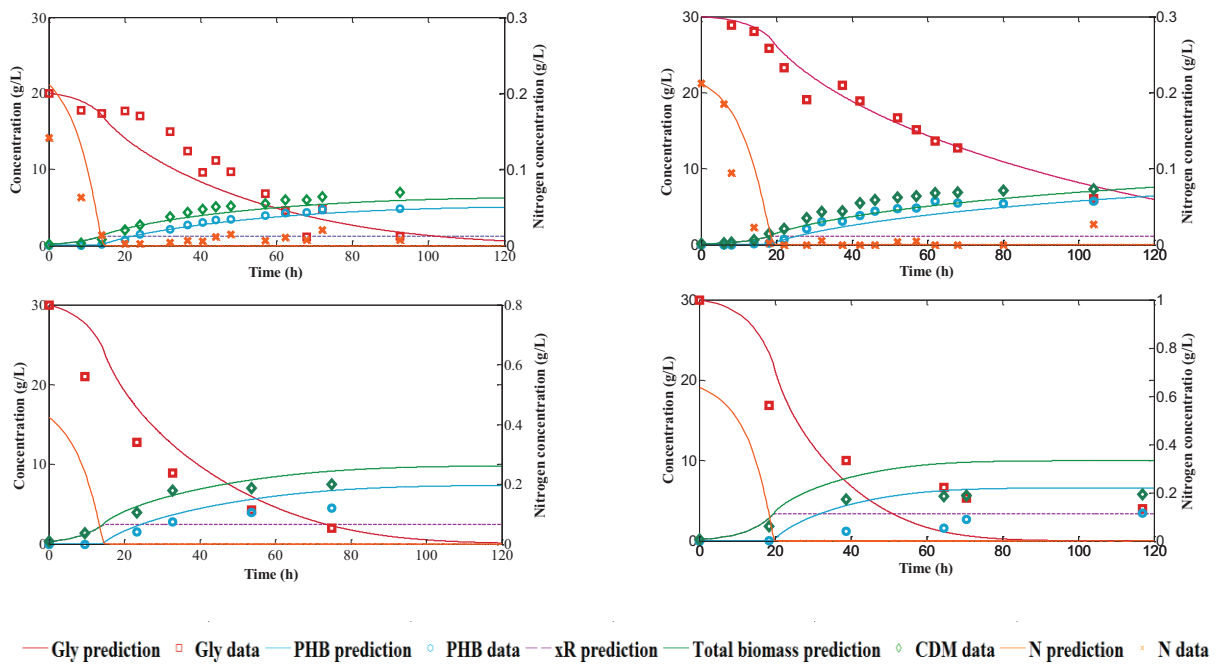 30
20
10
0
0.3
0.2
0.1
0
0 20 40 60 80 100 120
Concentration (g/L)
Nitrogen concentration (g/L)
Time (h)
30
20
10
0
0.3
0.2
0.1
0
0 20 40 60 80 100 120
Concentration (g/L)
Nitrogen concentration (g/L)
Time (h)
30
20
10
0
0.8
0.6
0.4
0.2
0
0 20 40 60 80 100 120
Concentration (g/L)
Nitrogen concentration (g/L)
Time (h)
30
20
10
0
1
0.8
0.6
0.4
0.2
0
0 20 40 60 80 100 120
Concentration (g/L)
Nitrogen concentratio (g/L)
Time (h)
Gly prediction Gly data PHB prediction PHB data xR prediction Total biomass prediction CDM data N prediction N data